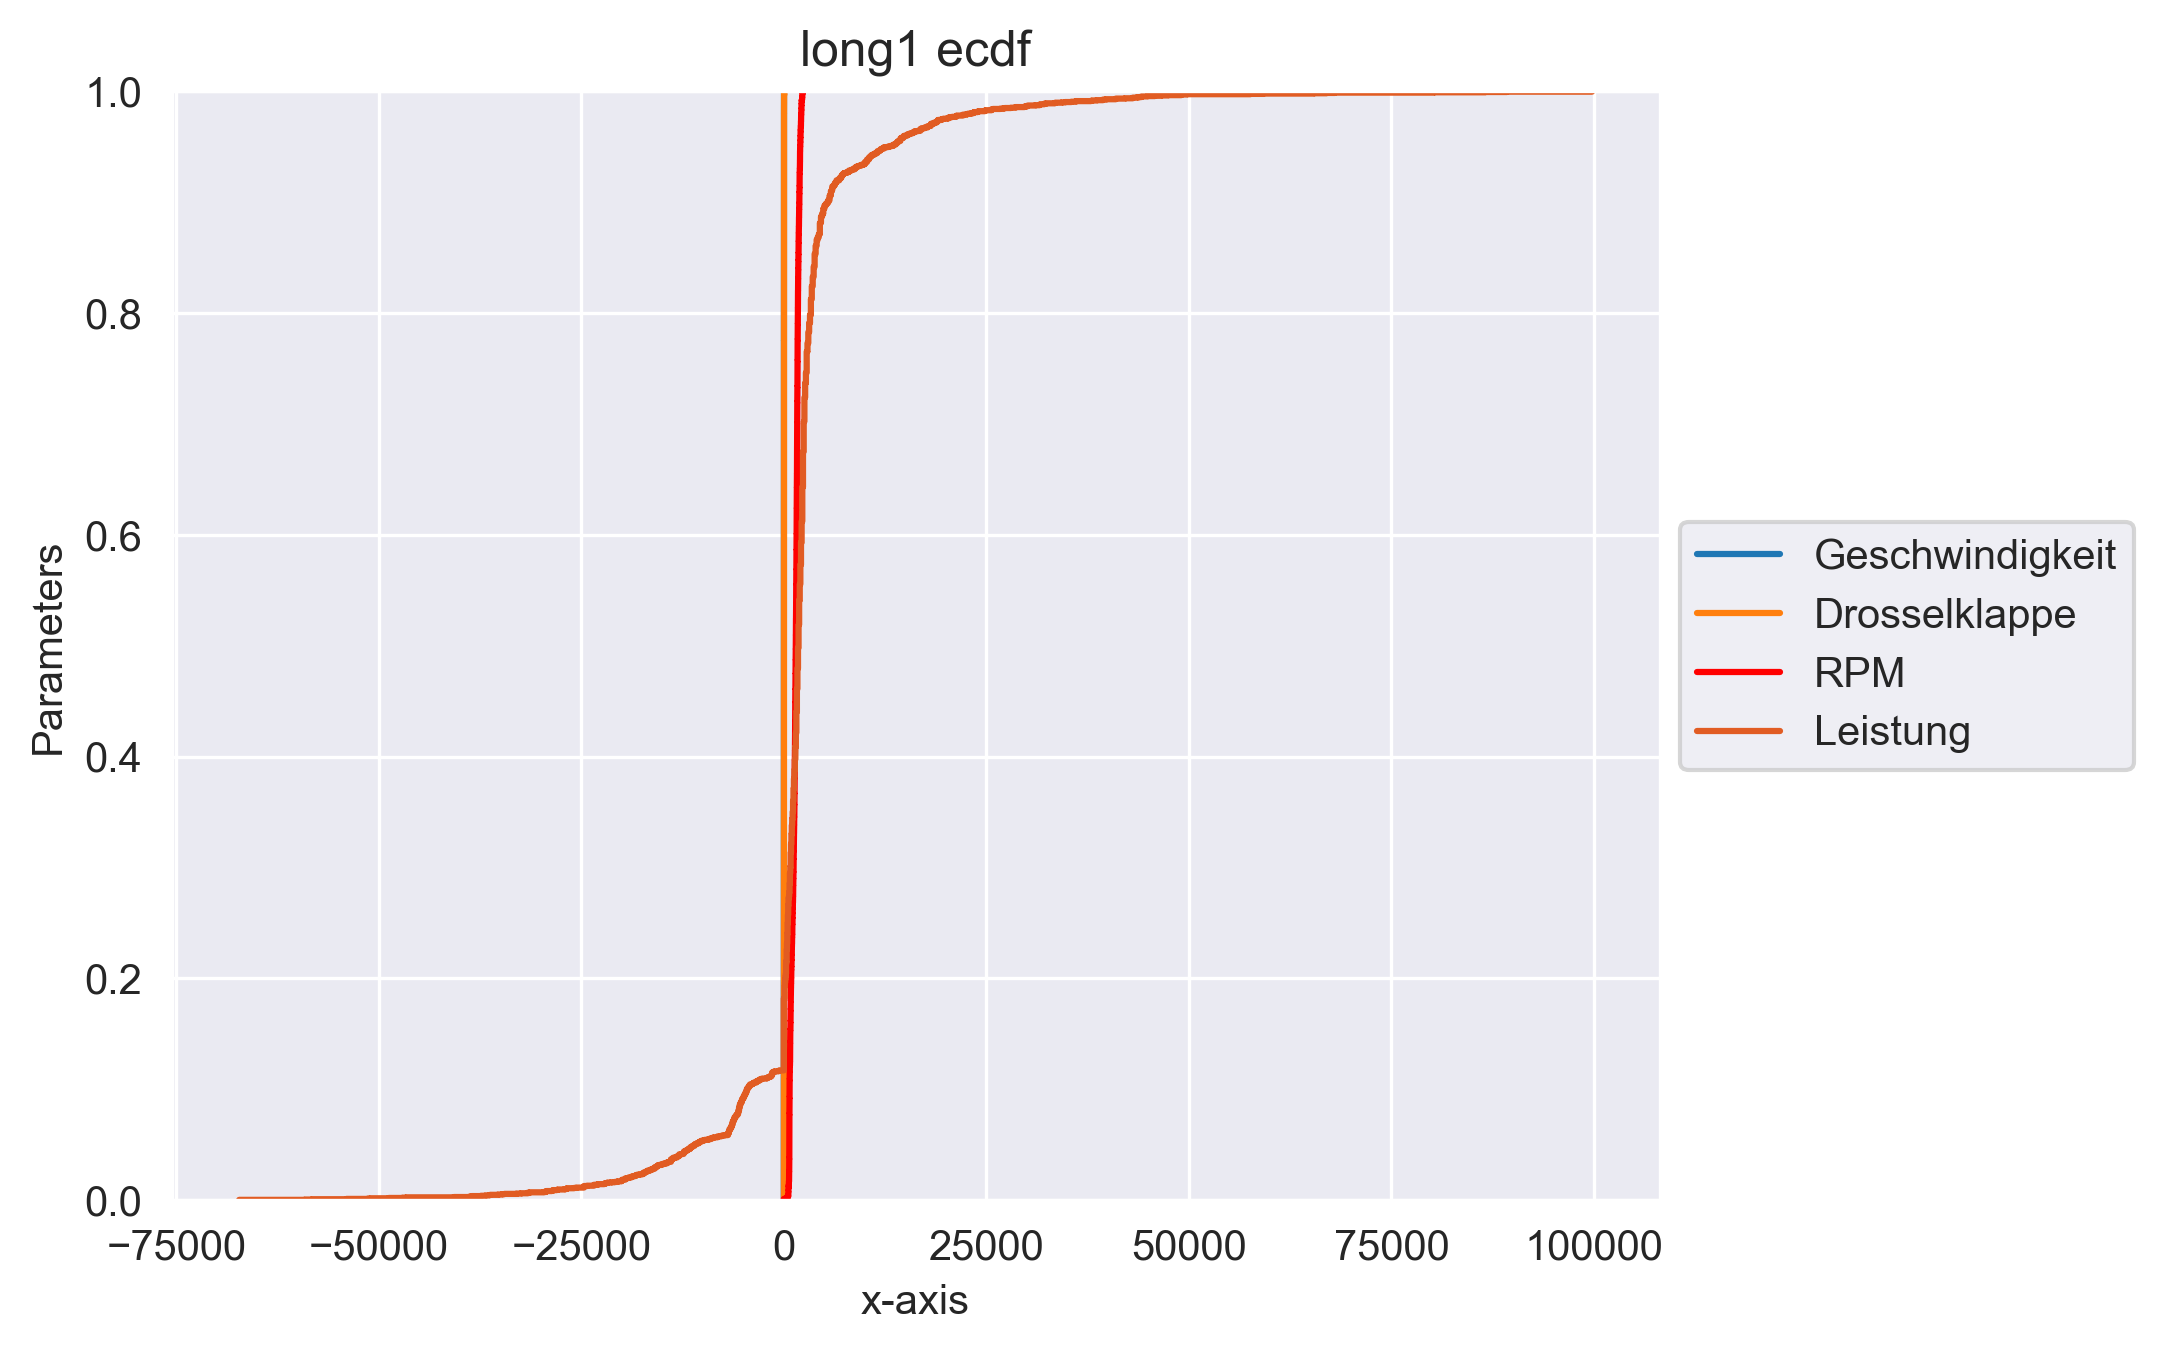 long1 ecdf
1.0
0.8
0.6
0.4
0.2
0.0
Parameters
−75000 −50000 −25000 0 25000 50000 75000 100000
x-axis
Geschwindigkeit
Drosselklappe
RPM
Leistung